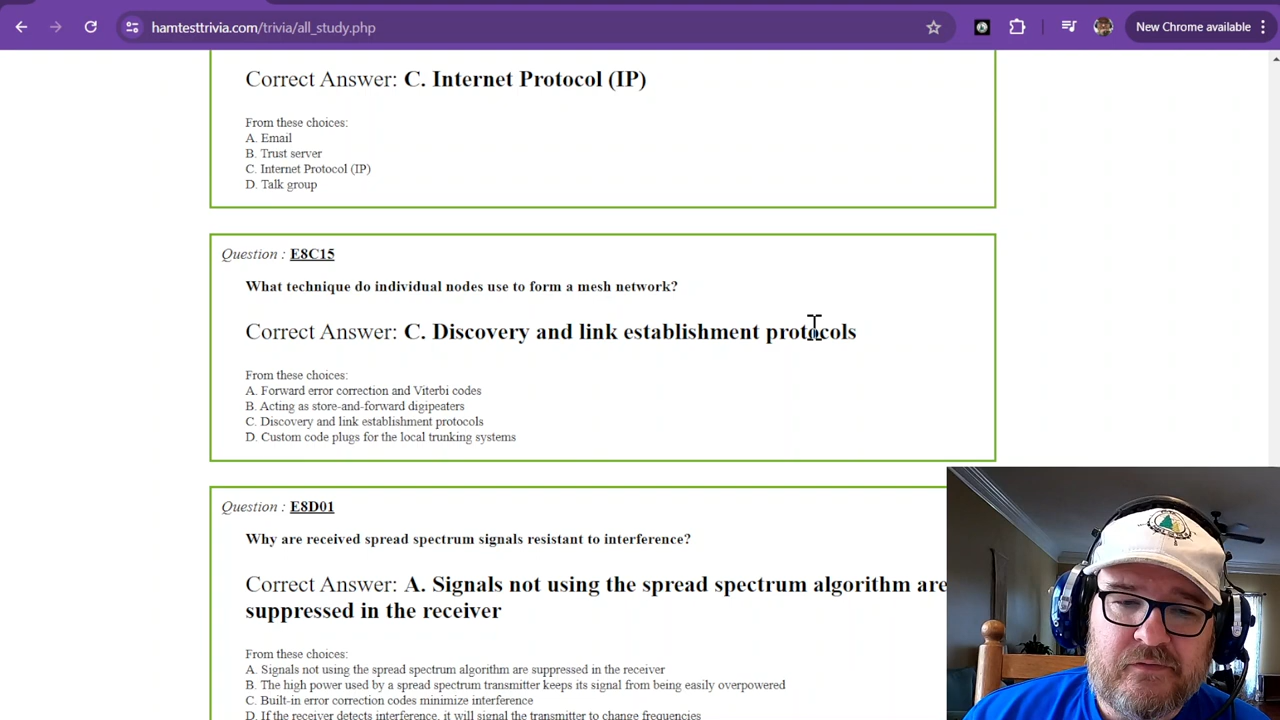 hamtesttrivia.com/trivia/all_study.php
New Chrome available
Correct Answer: C. Internet Protocol (IP)
From these choices:
A. Email
B. Trust server
C. Internet Protocol (IP)
D. Talk group
Question : E8C15
What technique do individual nodes use to form a mesh network?
Correct Answer: C. Discovery and link establishment protocols
From these choices:
A. Forward error correction and Viterbi codes
B. Acting as store-and-forward digipeaters
C. Discovery and link establishment protocols
D. Custom code plugs for the local trunking systems
Question : E8D01
Why are received spread spectrum signals resistant to interference?
Correct Answer: A. Signals not using the spread spectrum algorithm are
suppressed in the receiver
From these choices:
A. Signals not using the spread spectrum algorithm are suppressed in the receiver
B. The high power used by a spread spectrum transmitter keeps its signal from being easily overpowered
C. Built-in error correction codes minimize interference
D. If the receiver detects interference, it will signal the transmitter to change frequencies